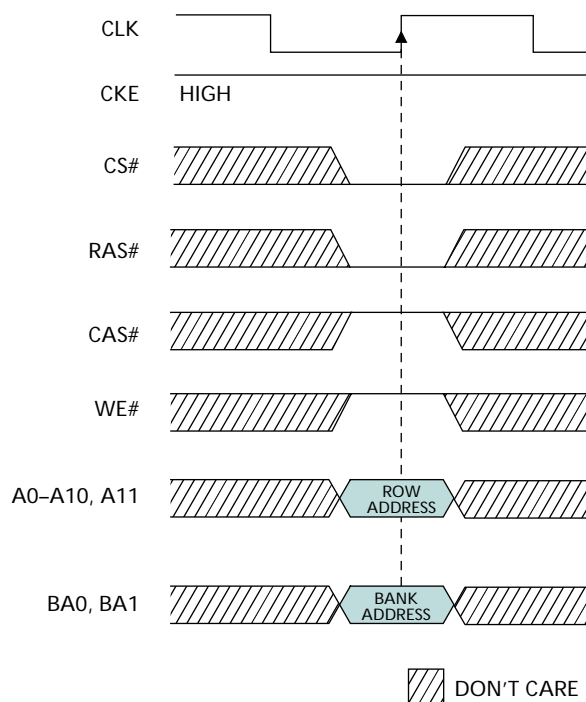 CLK
CKE HIGH
CS#
RAS#
CAS#
WE#
A0–A10, A11 ROW
ADDRESS
BA0, BA1 BANK
ADDRESS
DON'T CARE